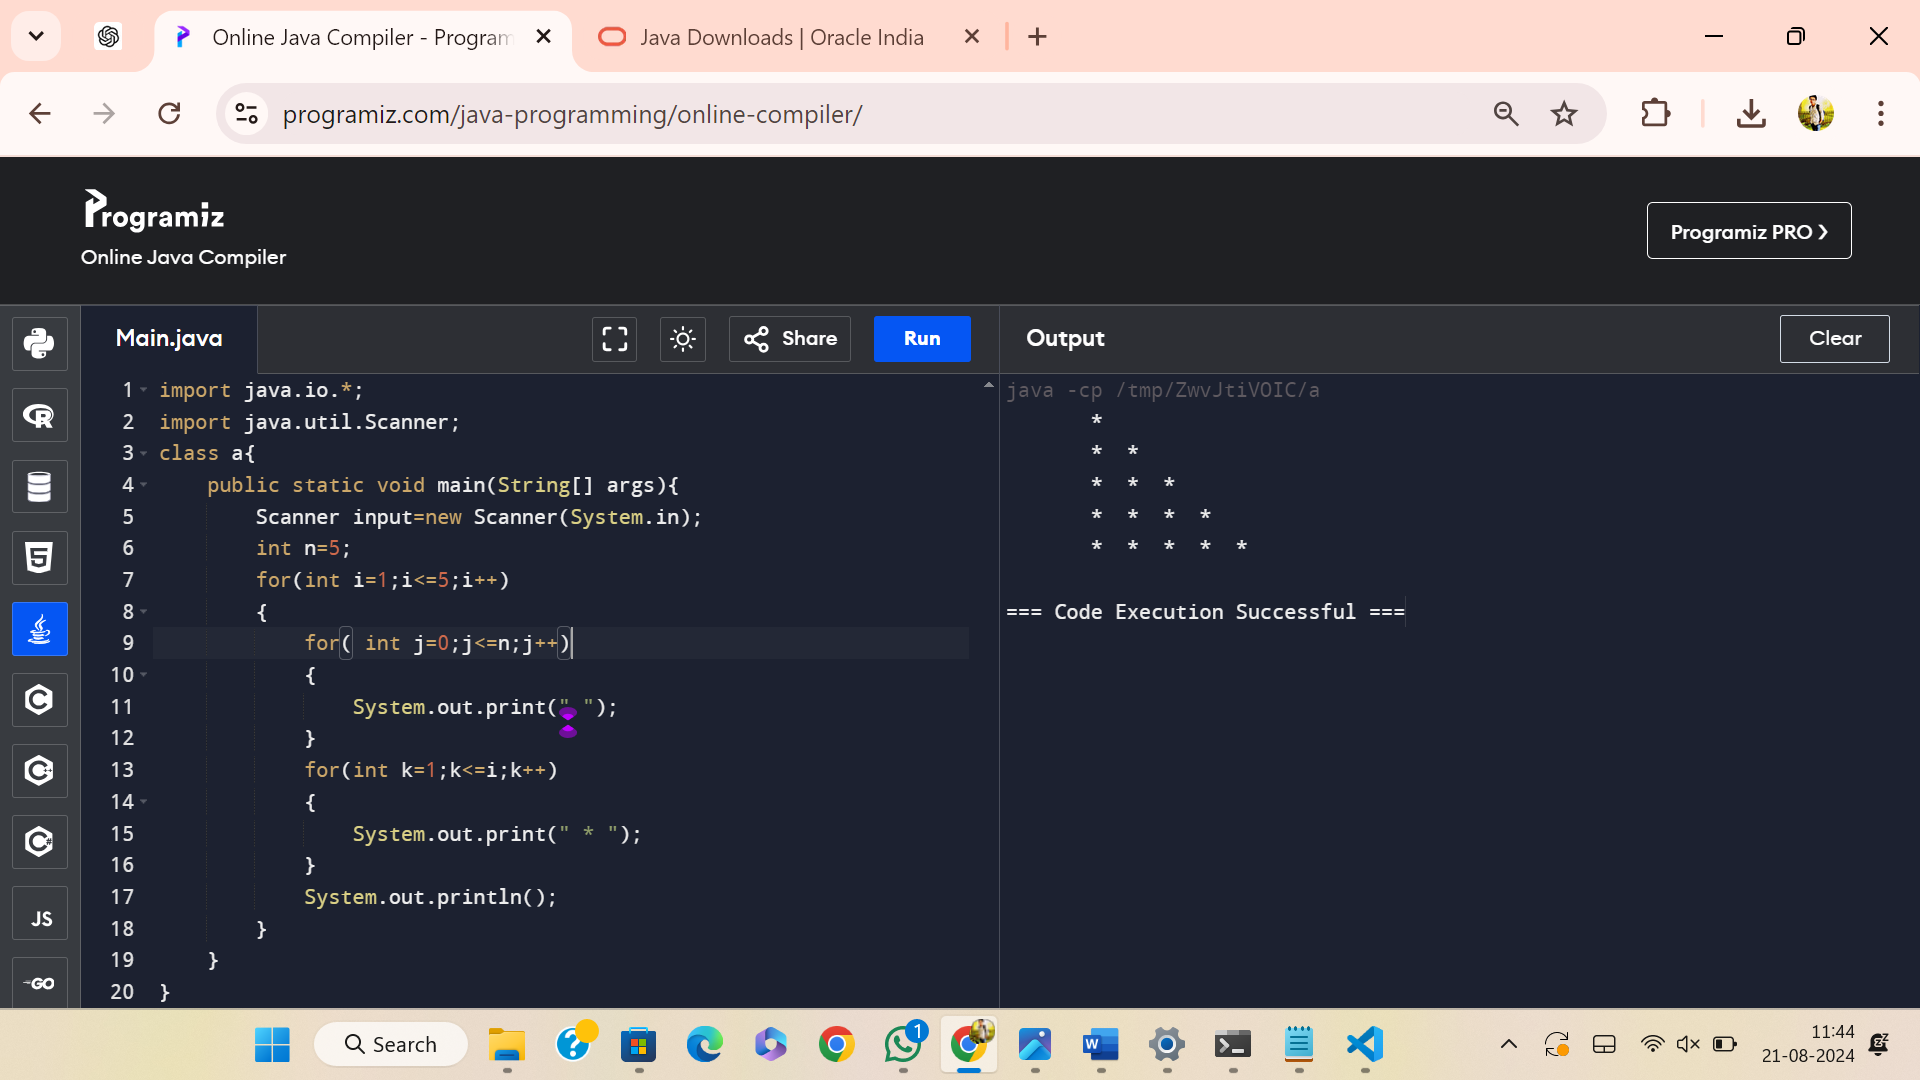 Online Java Compiler - Program
Java Downloads | Oracle India
programiz.com/java-programming/online-compiler/
Programiz
Online Java Compiler
Programiz PRO ❯
Main.java
Share
Run
Output
Clear
1 import java.io.*;
2 import java.util.Scanner;
3 class a{
4     public static void main(String[] args){
5         Scanner input=new Scanner(System.in);
6         int n=5;
7         for(int i=1;i<=5;i++)
8         {
9             for( int j=0;j<=n;j++)
10             {
11                 System.out.print(" ");
12             }
13             for(int k=1;k<=i;k++)
14             {
15                 System.out.print(" * ");
16             }
17             System.out.println();
18         }
19     }
20 }
java -cp /tmp/ZwvJtiVOIC/a
       *
       *  *
       *  *  *
       *  *  *  *
       *  *  *  *  *
=== Code Execution Successful ===
R
5
C
C++
C#
JS
GO
Search
1
W
11:44
21-08-2024